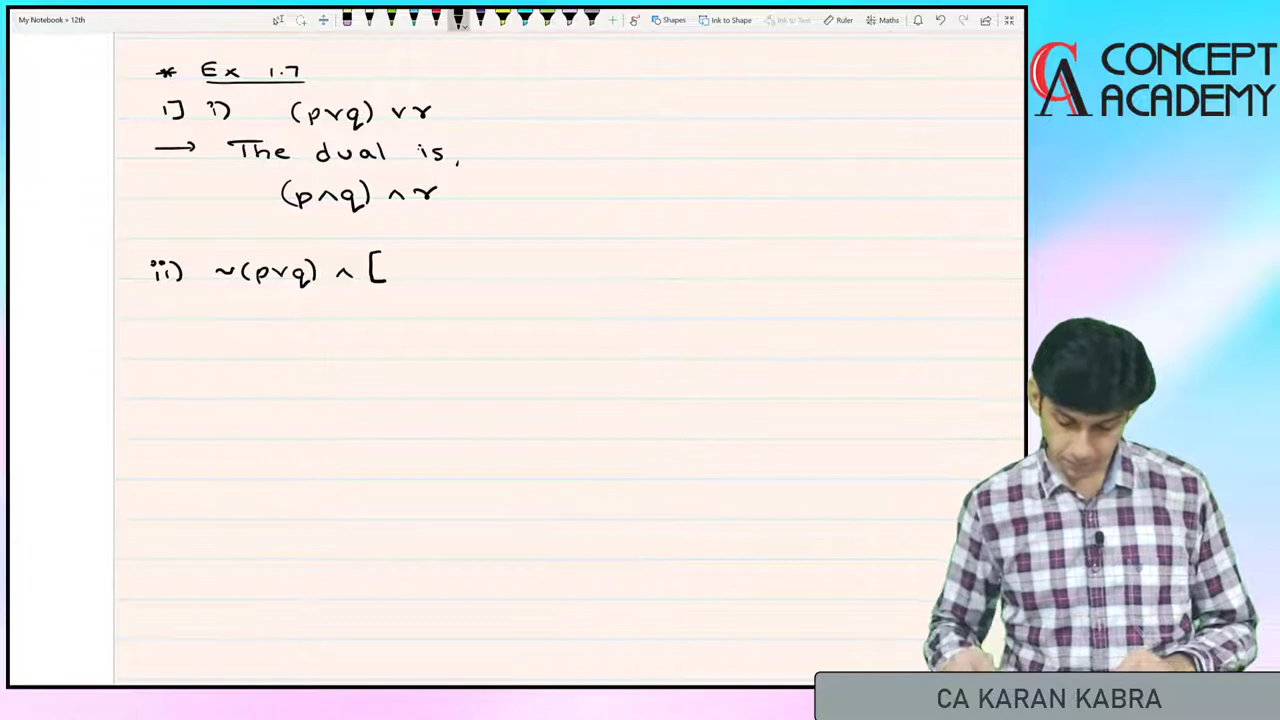 My Notebook > 12th
Shapes
Ink to Shape
Ink to Text
Ruler
Maths
CONCEPT
ACADEMY
* Ex 1.7
1] i) (p∨q) ∨ r
→ The dual is,
(p∧q) ∧ r
ii) ~(p∨q) ∧ [
CA KARAN KABRA